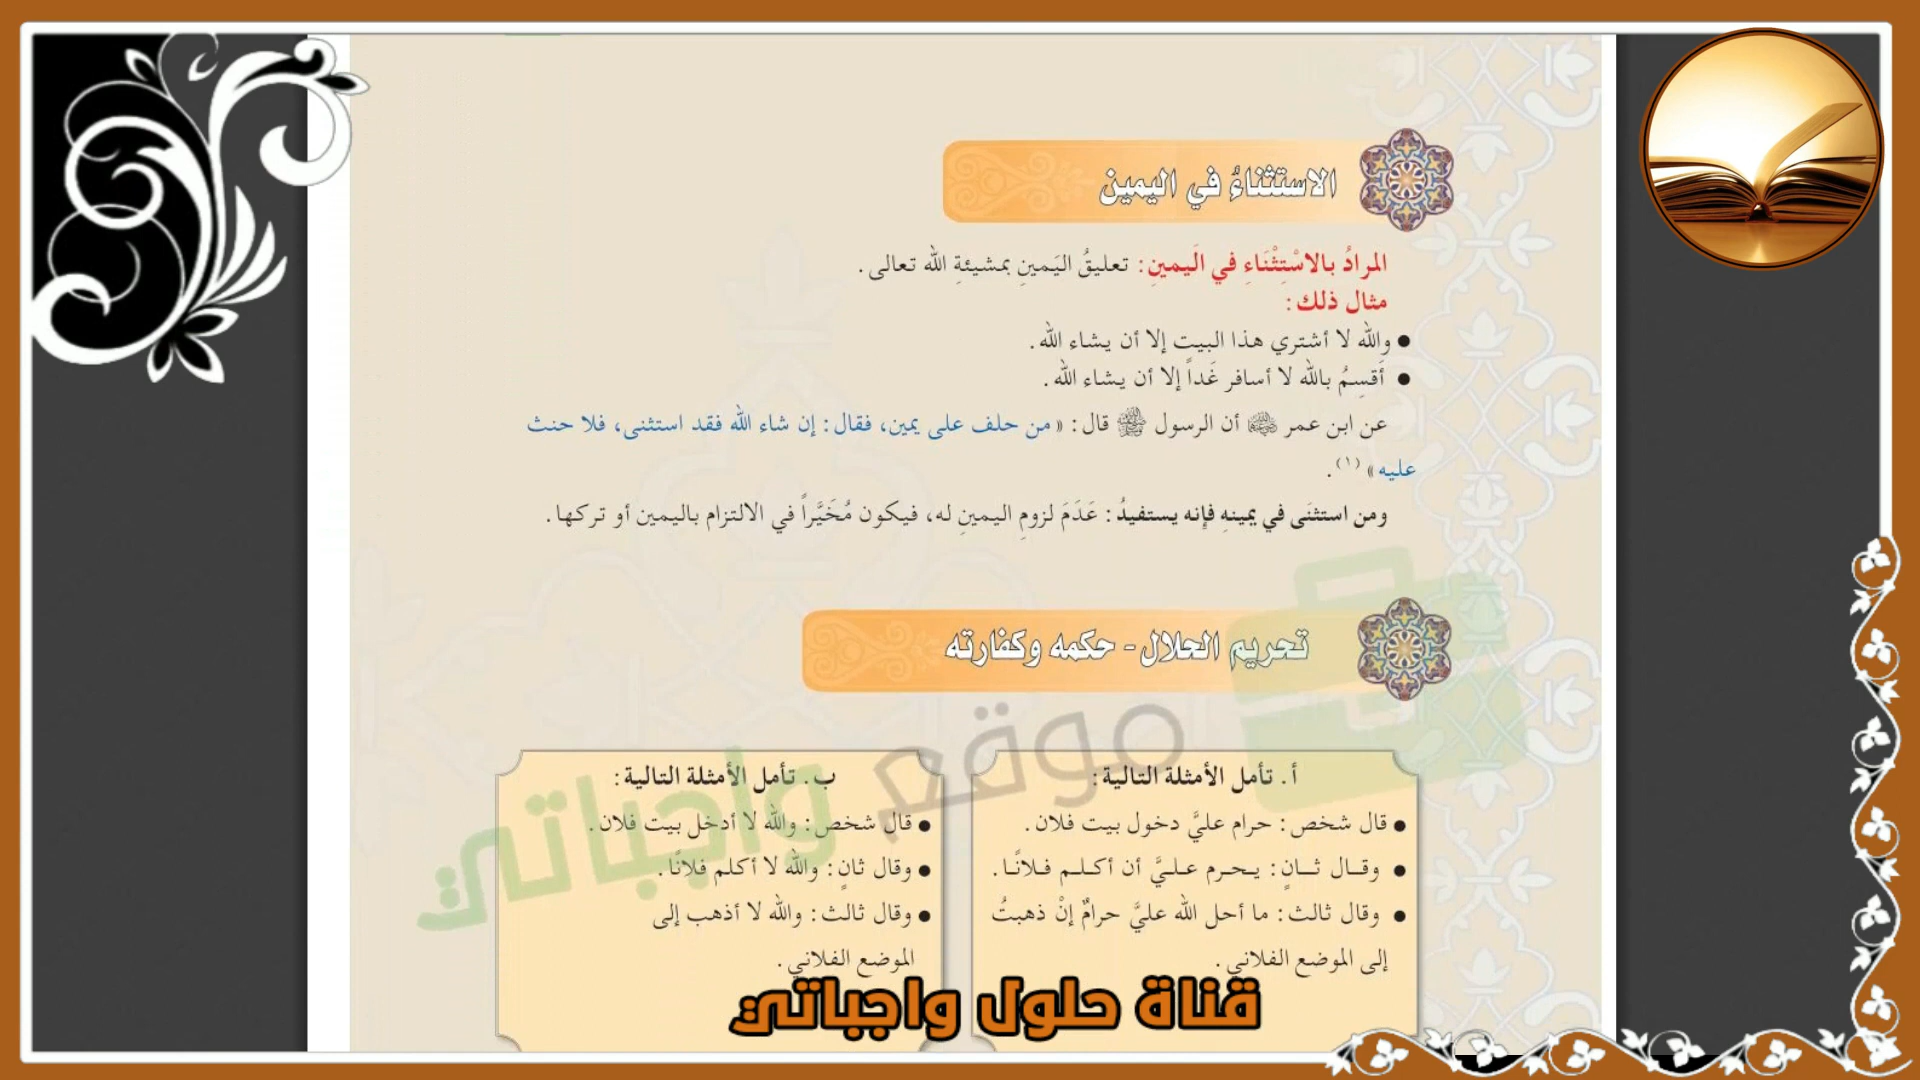 الاستثناءُ في اليمين
المرادُ بالاسْتِثْنَاءِ في اليَمينِ: تعليقُ اليَمينِ بمشيئةِ الله تعالى.
مثال ذلك:
● والله لا أشتري هذا البيت إلا أن يشاء الله.
● أَقسِمُ بالله لا أسافر غَداً إلا أن يشاء الله.
عن ابن عمر رضي الله عنهما أن الرسول ﷺ قال: «من حلف على يمين، فقال: إن شاء الله فقد استثنى، فلا حنث
عليه» (١).
ومن استثنَى في يمينهِ فإنه يستفيدُ: عَدَمَ لزومِ اليمينِ له، فيكون مُخَيَّراً في الالتزام باليمين أو تركها.
تحريم الحلال - حكمه وكفارته
أ. تأمل الأمثلة التالية:
● قال شخص: حرام عليَّ دخول بيت فلان.
● وقال ثانٍ: يحرم عليَّ أن أكلم فلانًا.
● وقال ثالث: ما أحل الله عليَّ حرامٌ إنْ ذهبتُ
إلى الموضع الفلاني.
ب. تأمل الأمثلة التالية:
● قال شخص: والله لا أدخل بيت فلان.
● وقال ثانٍ: والله لا أكلم فلانًا.
● وقال ثالث: والله لا أذهب إلى
الموضع الفلاني.
موقع واجباتي
قناة حلول واجباتي